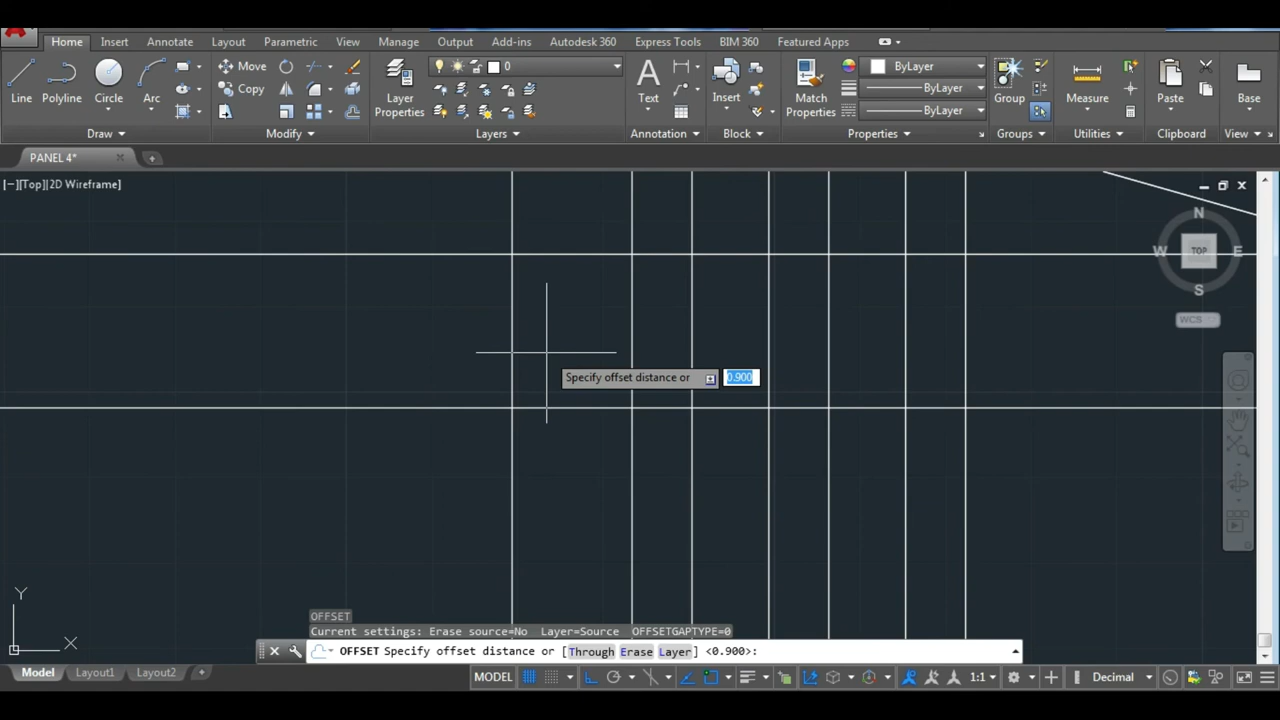 A
Home Insert Annotate Layout Parametric View Manage Output Add-ins Autodesk 360 Express Tools BIM 360 Featured Apps
Line Polyline Circle Arc
Move
Copy
Layer Properties
0
Text
Insert
Match Properties
ByLayer
ByLayer
ByLayer
Group
Measure
Paste
Base
Draw Modify Layers Annotation Block Properties Groups Utilities Clipboard View
PANEL 4*
[−][Top][2D Wireframe]
N
W TOP E
S
WCS
Specify offset distance or 0.900
Y
X
OFFSET
Current settings: Erase source=No Layer=Source OFFSETGAPTYPE=0
OFFSET Specify offset distance or [Through Erase Layer] <0.900>:
Model Layout1 Layout2 +
MODEL 1:1 Decimal